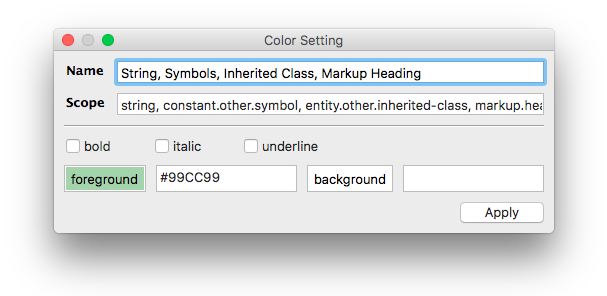 Color Setting
Name String, Symbols, Inherited Class, Markup Heading
Scope string, constant.other.symbol, entity.other.inherited-class, markup.hea
bold italic underline
foreground #99CC99 background
Apply